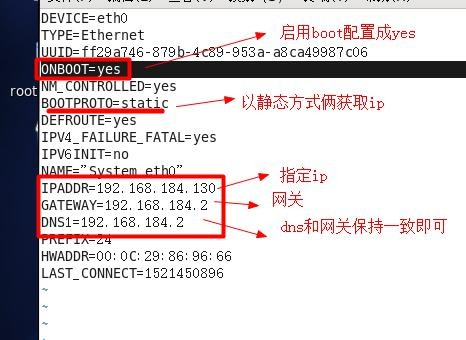 DEVICE=eth0
TYPE=Ethernet
UUID=ff29a746-879b-4c89-953a-a8ca49987c06
ONBOOT=yes
启用boot配置成yes
NM_CONTROLLED=yes
root
BOOTPROTO=static
以静态方式俩获取ip
DEFROUTE=yes
IPV4_FAILURE_FATAL=yes
IPV6INIT=no
NAME="System eth0"
指定ip
IPADDR=192.168.184.130
GATEWAY=192.168.184.2
网关
DNS1=192.168.184.2
dns和网关保持一致即可
PREFIX=24
HWADDR=00:0C:29:86:96:66
LAST_CONNECT=1521450896
~
~
~